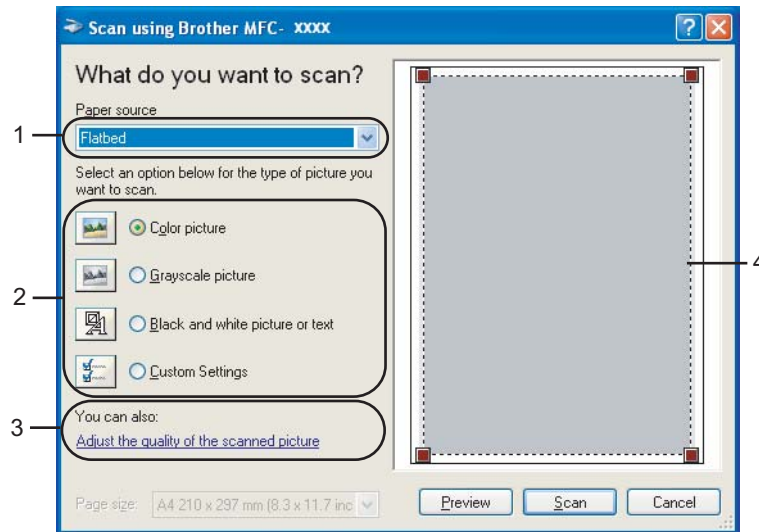 Scan using Brother MFC- XXXX
What do you want to scan?
Paper source
1
Flatbed
Select an option below for the type of picture you
want to scan.
Color picture
Grayscale picture
2
Black and white picture or text
Custom Settings
3
You can also:
Adjust the quality of the scanned picture
4
Page size:
A4 210 x 297 mm (8.3 x 11.7 inc
Preview
Scan
Cancel